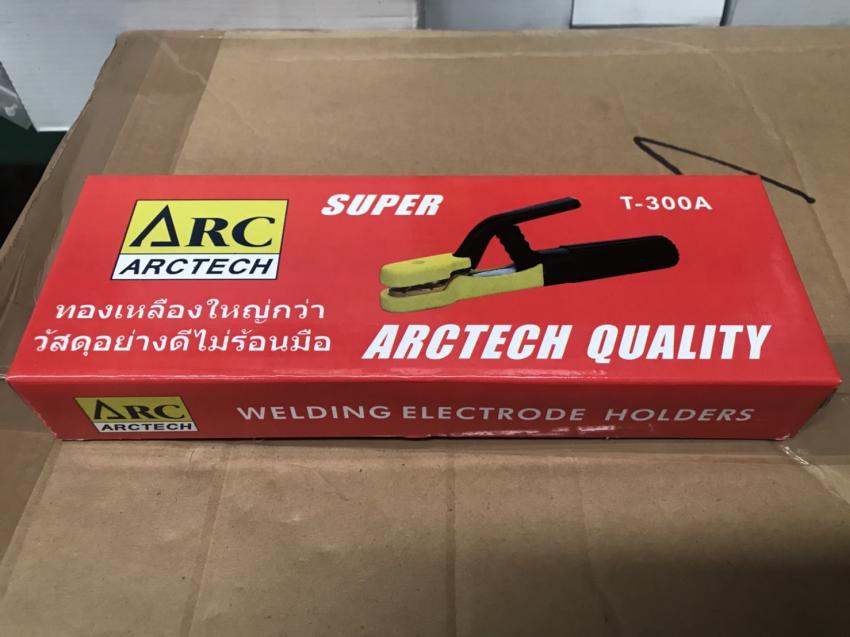 ARC
ARCTECH
SUPER
T-300A
ทองเหลืองใหญ่กว่า
วัสดุอย่างดีไม่ร้อนมือ
ARCTECH QUALITY
ARC
ARCTECH
WELDING ELECTRODE HOLDERS